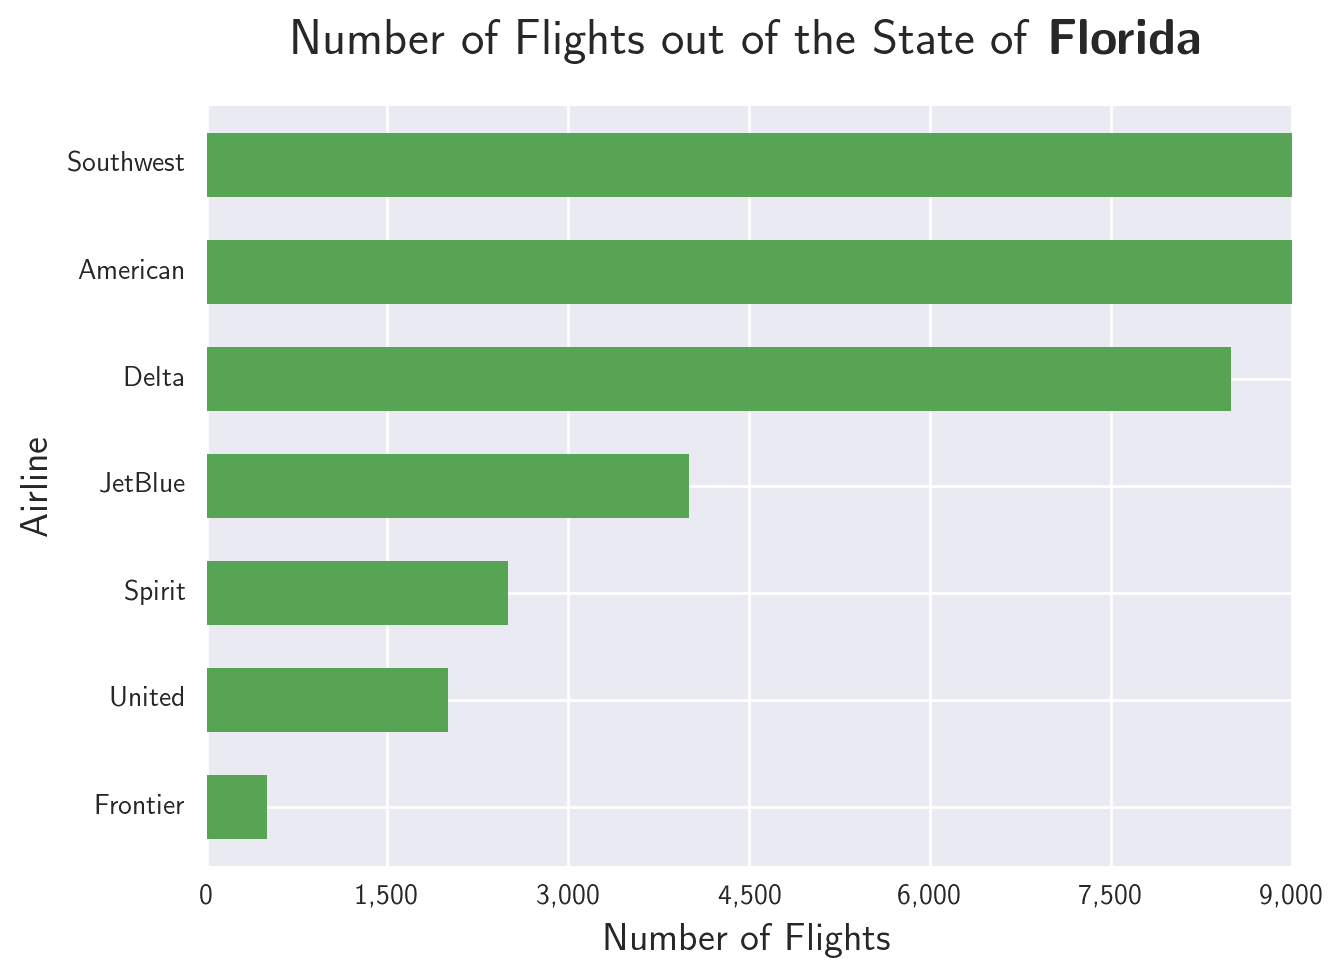 Number of Flights out of the State of Florida
Southwest
American
Delta
JetBlue
Spirit
United
Frontier
Airline
0 1,500 3,000 4,500 6,000 7,500 9,000
Number of Flights